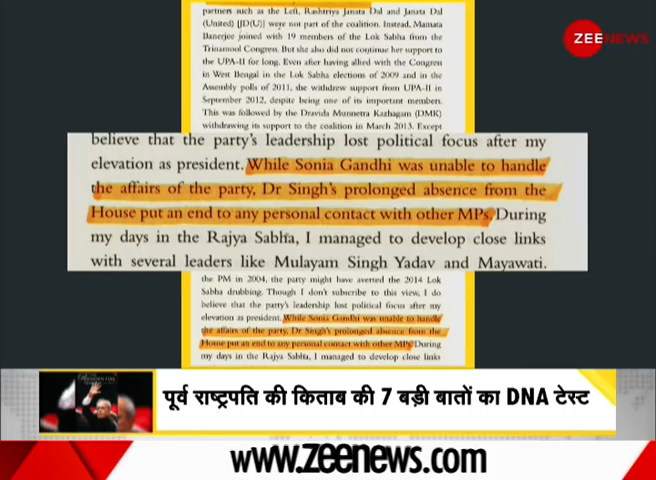 partners such as the Left, Rashtriya Janata Dal and Janata Dal
(United) [JD(U)] were not part of the coalition. Instead, Mamata
Banerjee joined with 19 members of the Lok Sabha from the
Trinamool Congress. But she also did not continue her support to
the UPA-II for long. Even after having allied with the Congress
in West Bengal in the Lok Sabha elections of 2009 and in the
Assembly polls of 2011, she withdrew support from UPA-II in
September 2012, despite being one of its important members.
This was followed by the Dravida Munnetra Kazhagam (DMK)
withdrawing its support to the coalition in March 2013. Except
ZEE NEWS
believe that the party's leadership lost political focus after my
elevation as president. While Sonia Gandhi was unable to handle
the affairs of the party, Dr Singh's prolonged absence from the
House put an end to any personal contact with other MPs. During
my days in the Rajya Sabha, I managed to develop close links
with several leaders like Mulayam Singh Yadav and Mayawati.
the PM in 2004, the party might have averted the 2014 Lok
Sabha drubbing. Though I don't subscribe to this view, I do
believe that the party's leadership lost political focus after my
elevation as president. While Sonia Gandhi was unable to handle
the affairs of the party, Dr Singh's prolonged absence from the
House put an end to any personal contact with other MPs. During
my days in the Rajya Sabha, I managed to develop close links
पूर्व राष्ट्रपति की किताब की 7 बड़ी बातों का DNA टेस्ट
www.zeenews.com